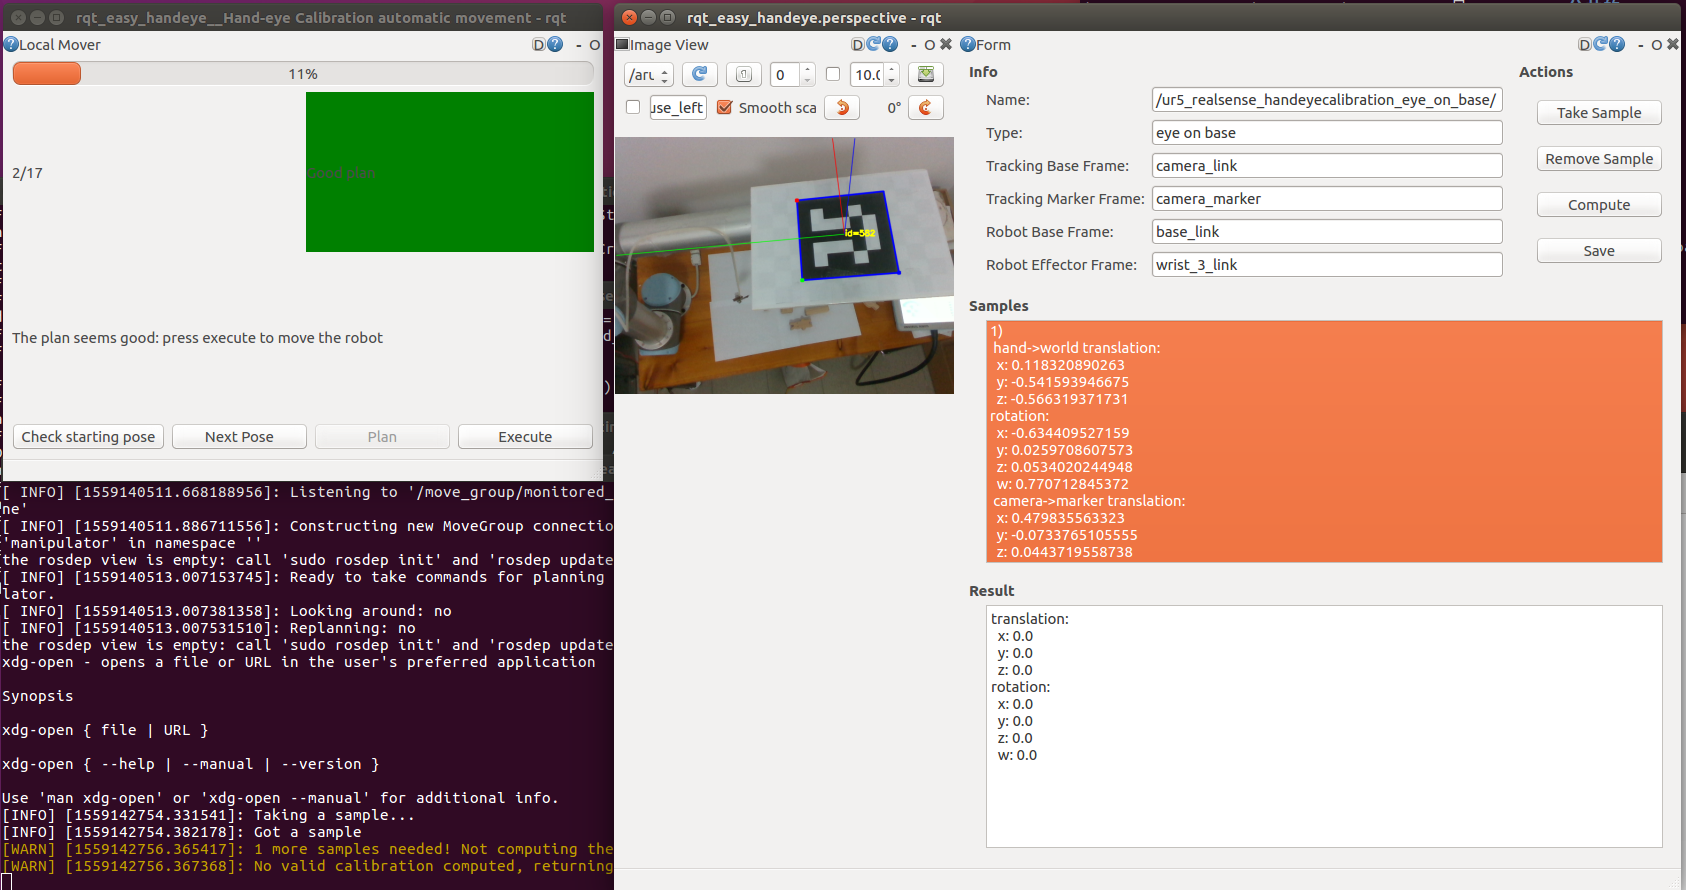 rqt_easy_handeye__Hand-eye Calibration automatic movement - rqt
Local Mover
D
- O
11%
2/17
Good plan
The plan seems good: press execute to move the robot
Check starting pose
Next Pose
Plan
Execute
[ INFO] [1559140511.668188956]: Listening to '/move_group/monitored_
ne'
[ INFO] [1559140511.886711556]: Constructing new MoveGroup connectio
'manipulator' in namespace ''
the rosdep view is empty: call 'sudo rosdep init' and 'rosdep update
[ INFO] [1559140513.007153745]: Ready to take commands for planning
lator.
[ INFO] [1559140513.007381358]: Looking around: no
[ INFO] [1559140513.007531510]: Replanning: no
the rosdep view is empty: call 'sudo rosdep init' and 'rosdep update
xdg-open - opens a file or URL in the user's preferred application
Synopsis
xdg-open { file | URL }
xdg-open { --help | --manual | --version }
Use 'man xdg-open' or 'xdg-open --manual' for additional info.
[INFO] [1559142754.331541]: Taking a sample...
[INFO] [1559142754.382178]: Got a sample
[WARN] [1559142756.365417]: 1 more samples needed! Not computing the
[WARN] [1559142756.367368]: No valid calibration computed, returning
rqt_easy_handeye.perspective - rqt
Image View
D
- O
/aru
0
10.0
use_left
Smooth sca
0°
id=582
Form
D
- O
Info
Name:
/ur5_realsense_handeyecalibration_eye_on_base/
Type:
eye on base
Tracking Base Frame:
camera_link
Tracking Marker Frame:
camera_marker
Robot Base Frame:
base_link
Robot Effector Frame:
wrist_3_link
Actions
Take Sample
Remove Sample
Compute
Save
Samples
1)
hand->world translation:
x: 0.118320890263
y: -0.541593946675
z: -0.566319371731
rotation:
x: -0.634409527159
y: 0.0259708607573
z: 0.0534020244948
w: 0.770712845372
camera->marker translation:
x: 0.479835563323
y: -0.0733765105555
z: 0.0443719558738
Result
translation:
x: 0.0
y: 0.0
z: 0.0
rotation:
x: 0.0
y: 0.0
z: 0.0
w: 0.0